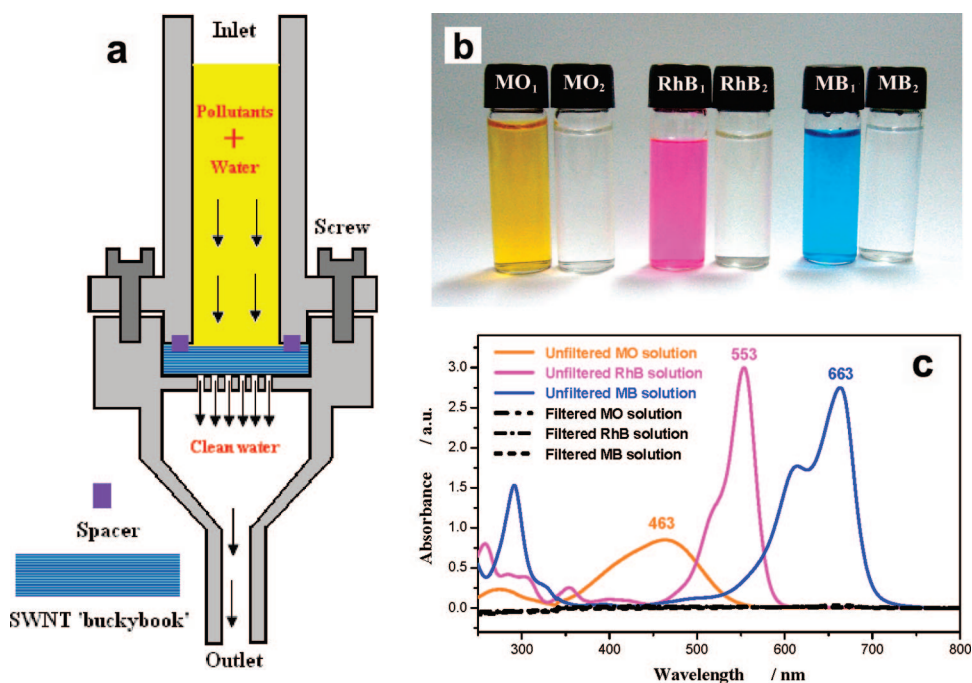 a
Inlet
Pollutants
+
Water
Screw
Clean water
Spacer
SWNT 'buckybook'
Outlet
b
MO₁
MO₂
RhB₁
RhB₂
MB₁
MB₂
c
Unfiltered MO solution
Unfiltered RhB solution
Unfiltered MB solution
Filtered MO solution
Filtered RhB solution
Filtered MB solution
553
663
463
Absorbance / a.u.
3.0
2.5
2.0
1.5
1.0
0.5
0.0
300 400 500 600 700 800
Wavelength / nm